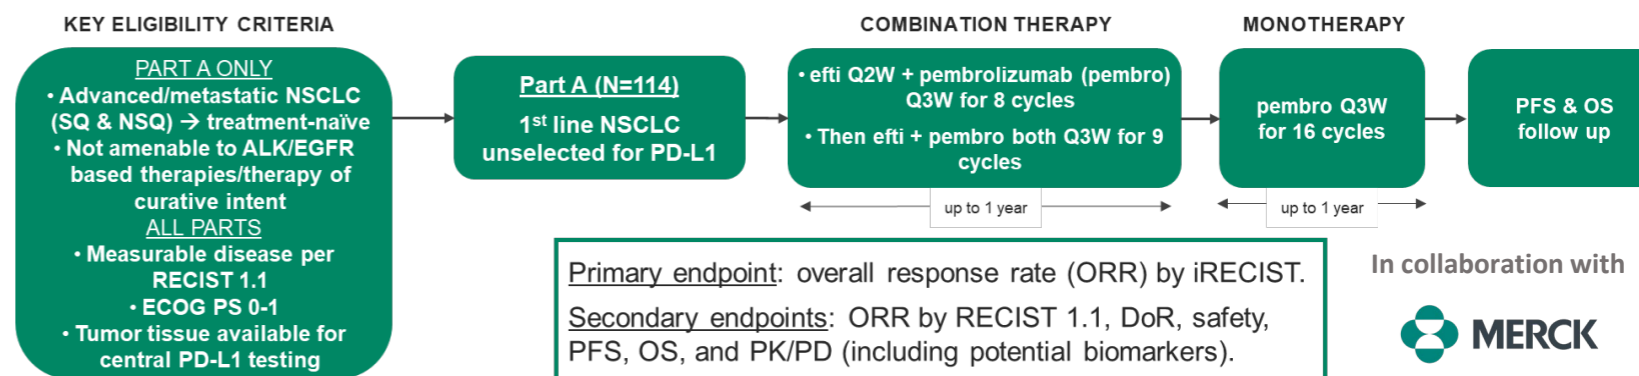 KEY ELIGIBILITY CRITERIA
PART A ONLY
• Advanced/metastatic NSCLC
(SQ & NSQ) → treatment-naïve
• Not amenable to ALK/EGFR
based therapies/therapy of
curative intent
ALL PARTS
• Measurable disease per
RECIST 1.1
• ECOG PS 0-1
• Tumor tissue available for
central PD-L1 testing
Part A (N=114)
1st line NSCLC
unselected for PD-L1
COMBINATION THERAPY
• efti Q2W + pembrolizumab (pembro)
Q3W for 8 cycles
• Then efti + pembro both Q3W for 9
cycles
up to 1 year
MONOTHERAPY
pembro Q3W
for 16 cycles
up to 1 year
PFS & OS
follow up
Primary endpoint: overall response rate (ORR) by iRECIST.
Secondary endpoints: ORR by RECIST 1.1, DoR, safety,
PFS, OS, and PK/PD (including potential biomarkers).
In collaboration with
MERCK